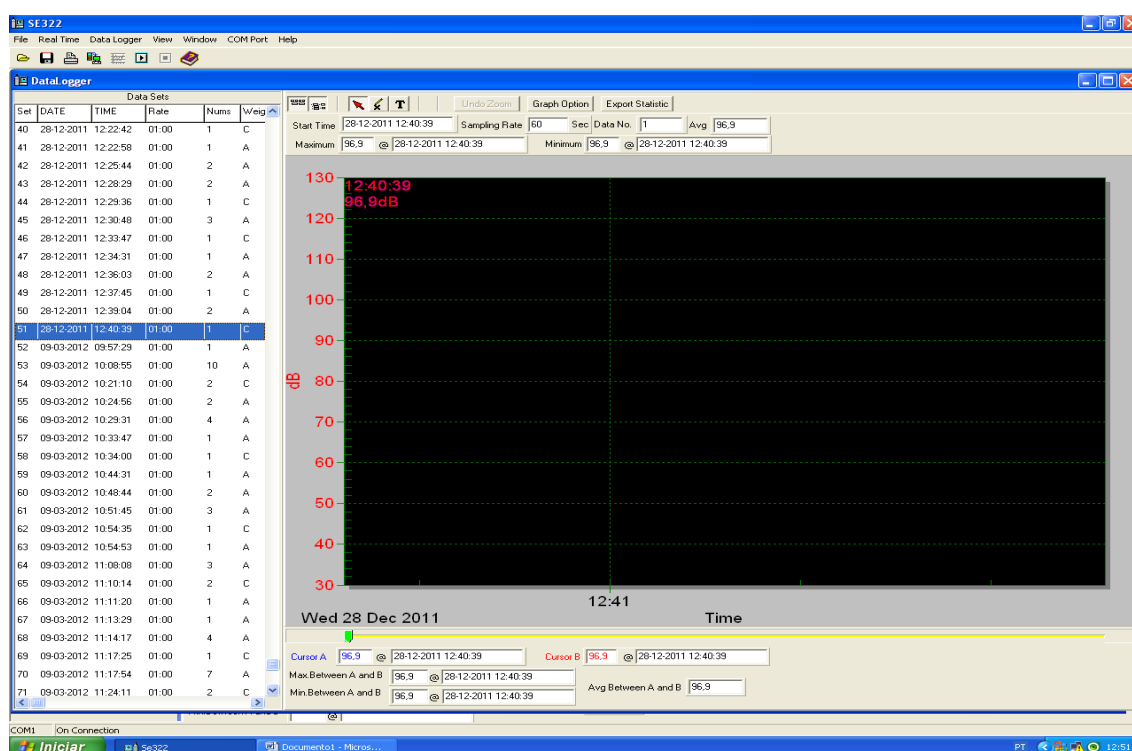 SE322
File Real Time Data Logger View Window COM Port Help
DataLogger
Data Sets
Set DATE TIME Rate Nums Weig
40 28-12-2011 12:22:42 01:00 1 C
41 28-12-2011 12:22:58 01:00 1 A
42 28-12-2011 12:25:44 01:00 2 A
43 28-12-2011 12:28:29 01:00 2 A
44 28-12-2011 12:29:36 01:00 1 C
45 28-12-2011 12:30:48 01:00 3 A
46 28-12-2011 12:33:47 01:00 1 C
47 28-12-2011 12:34:31 01:00 1 A
48 28-12-2011 12:36:03 01:00 2 A
49 28-12-2011 12:37:45 01:00 1 C
50 28-12-2011 12:39:04 01:00 2 A
51 28-12-2011 12:40:39 01:00 1 C
52 09-03-2012 09:57:29 01:00 1 A
53 09-03-2012 10:08:55 01:00 10 A
54 09-03-2012 10:21:10 01:00 2 C
55 09-03-2012 10:24:56 01:00 2 A
56 09-03-2012 10:29:31 01:00 4 A
57 09-03-2012 10:33:47 01:00 1 A
58 09-03-2012 10:34:00 01:00 1 C
59 09-03-2012 10:44:31 01:00 1 A
60 09-03-2012 10:48:44 01:00 2 A
61 09-03-2012 10:51:45 01:00 3 A
62 09-03-2012 10:54:35 01:00 1 C
63 09-03-2012 10:54:53 01:00 1 A
64 09-03-2012 11:08:08 01:00 3 A
65 09-03-2012 11:10:14 01:00 2 C
66 09-03-2012 11:11:20 01:00 1 A
67 09-03-2012 11:13:29 01:00 1 A
68 09-03-2012 11:14:17 01:00 4 A
69 09-03-2012 11:17:25 01:00 1 C
70 09-03-2012 11:17:54 01:00 7 A
71 09-03-2012 11:24:11 01:00 2 C
T Undo Zoom Graph Option Export Statistic
Start Time 28-12-2011 12:40:39 Sampling Rate 60 Sec Data No. 1 Avg 96,9
Maximum 96,9 @ 28-12-2011 12:40:39 Minimum 96,9 @ 28-12-2011 12:40:39
12:40:39
96,9dB
130
120
110
100
90
80
70
60
50
40
30
dB
12:41
Wed 28 Dec 2011 Time
Cursor A 96,9 @ 28-12-2011 12:40:39 Cursor B 96,9 @ 28-12-2011 12:40:39
Max.Between A and B 96,9 @ 28-12-2011 12:40:39
Min.Between A and B 96,9 @ 28-12-2011 12:40:39 Avg Between A and B 96,9
@
COM1 On Connection
Iniciar Se322 Documento1 - Micros... PT 12:51